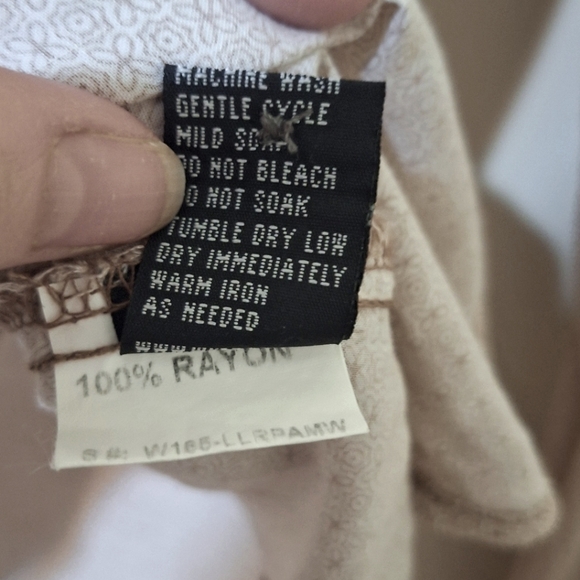 MACHINE WASH
GENTLE CYCLE
MILD SOAP
DO NOT BLEACH
DO NOT SOAK
TUMBLE DRY LOW
DRY IMMEDIATELY
WARM IRON
AS NEEDED
100% RAYON
S #: W165-LLRPAMW